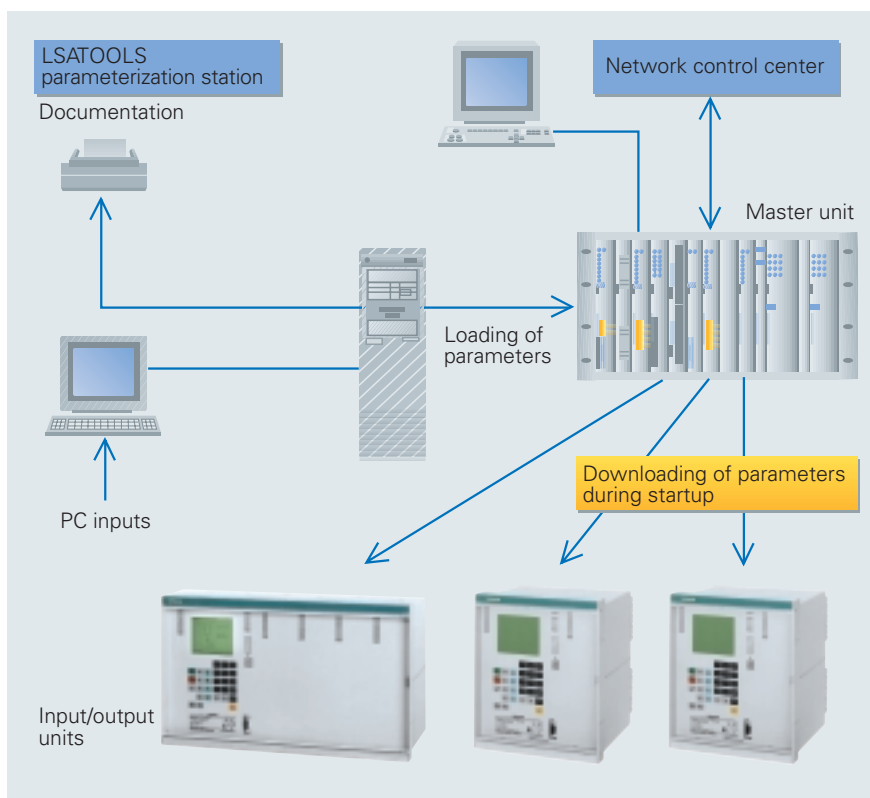 LSATOOLS
parameterization station
Documentation
Network control center
Master unit
Loading of
parameters
Downloading of parameters
during startup
PC inputs
Input/output
units